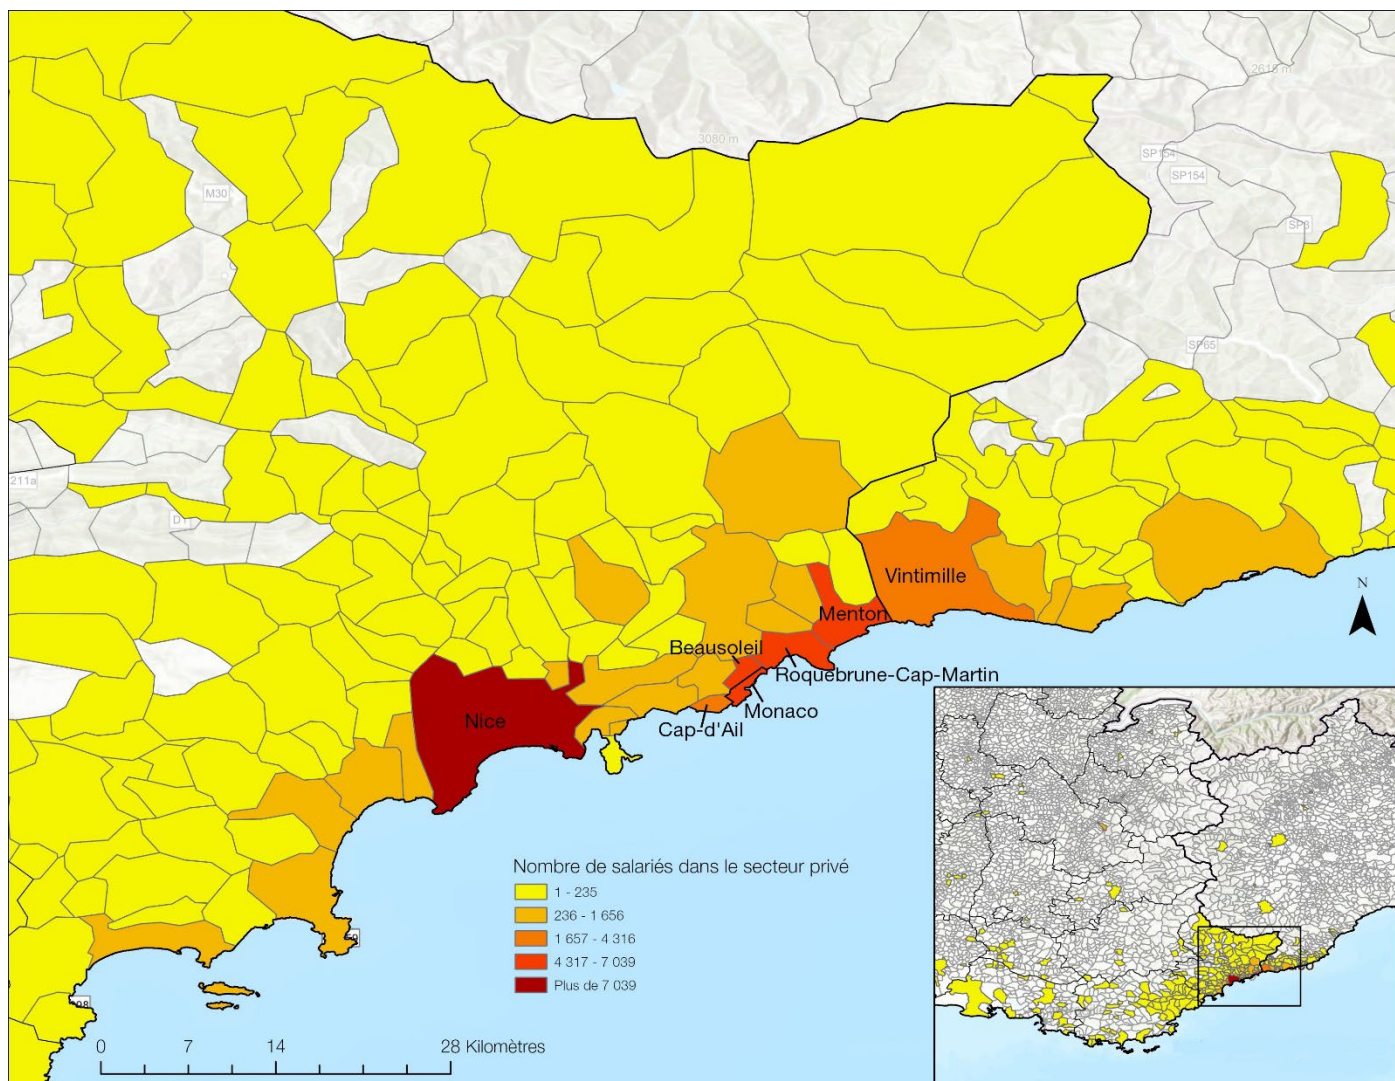 2616 m
3080 m
SP154
SP154
M30
SP3
SP65
211a
D1
Vintimille
N
Menton
Beausoleil
Roquebrune-Cap-Martin
Monaco
Nice
Cap-d'Ail
Nombre de salariés dans le secteur privé
1 - 235
236 - 1 656
1 657 - 4 316
4 317 - 7 039
Plus de 7 039
0 7 14 28 Kilomètres